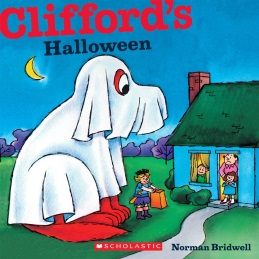 Clifford's
Halloween
SCHOLASTIC
Norman Bridwell